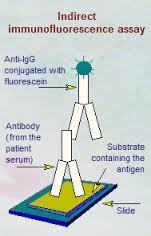 Indirect
immunofluorescence assay
Anti-IgG
conjugated with
fluorescein
Antibody
(from the
patient
serum)
Substrate
containing the
antigen
Slide